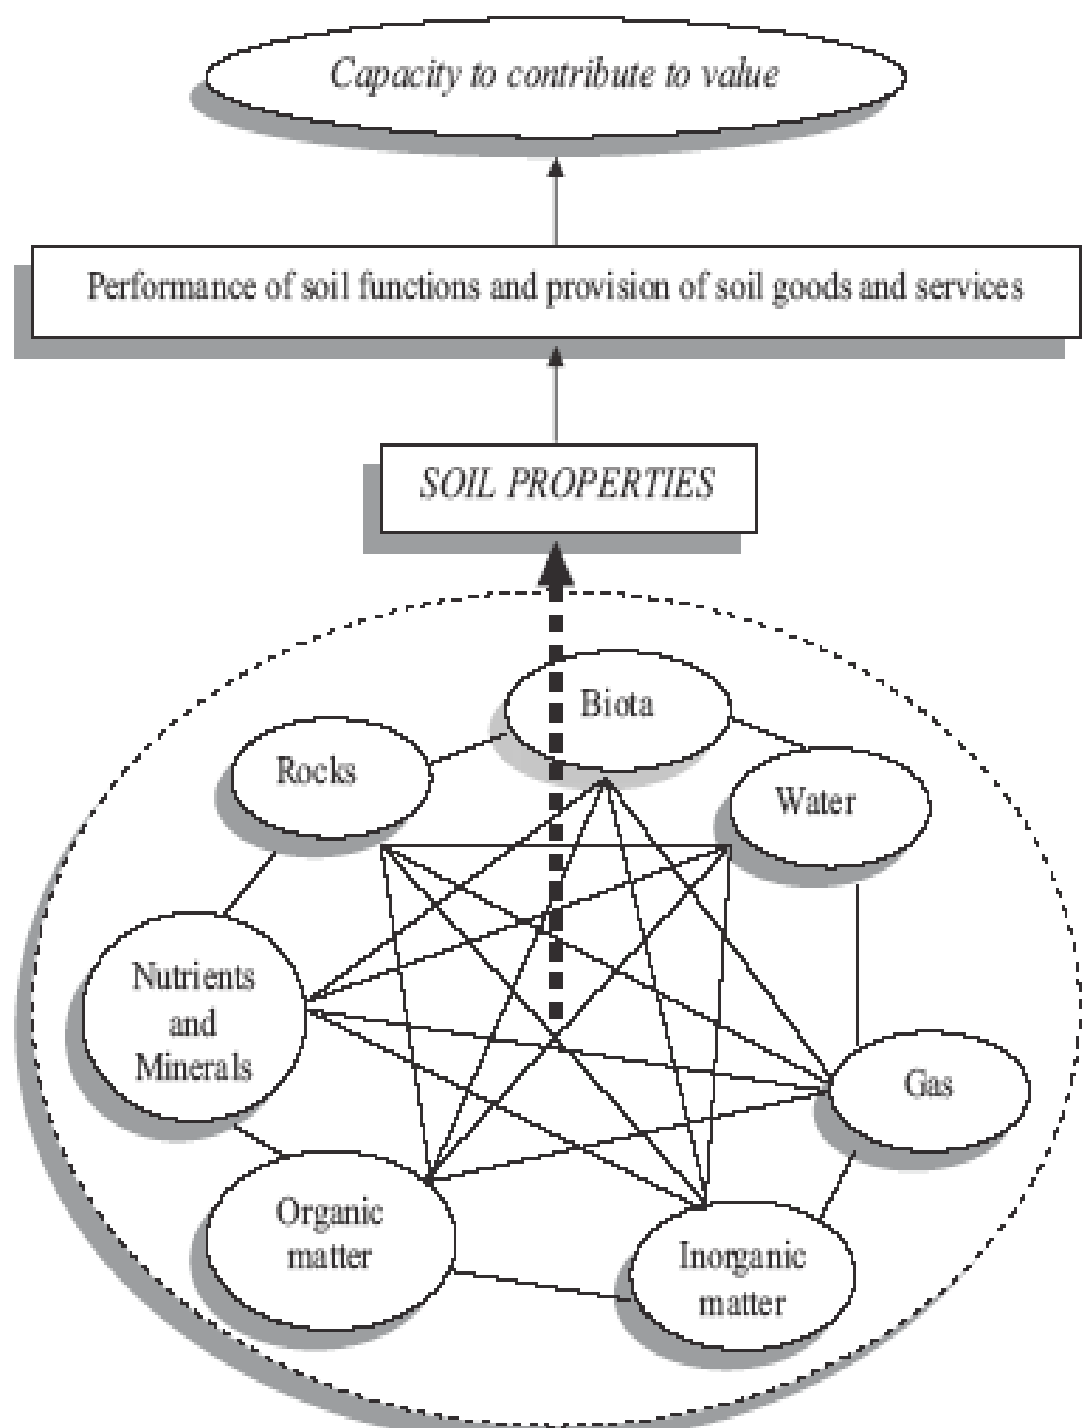 Capacity to contribute to value
Performance of soil functions and provision of soil goods and services
SOIL PROPERTIES
Biota
Rocks
Water
Nutrients
and
Minerals
Gas
Organic
matter
Inorganic
matter